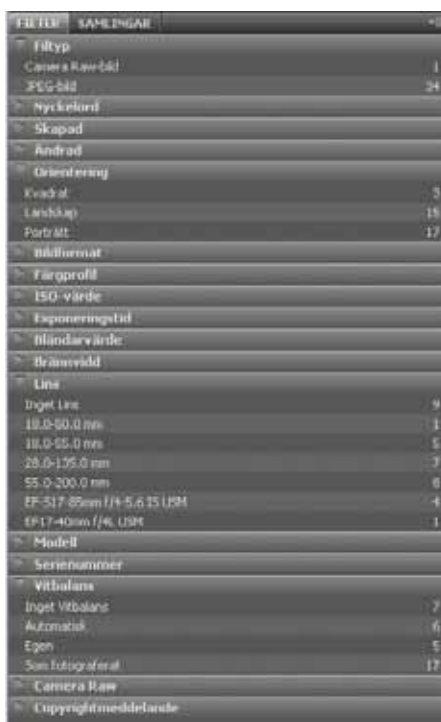 FILTER SAMLINGAR
Filtyp
Camera Raw-bild 1
JPEG-bild 34
Nyckelord
Skapad
Ändrad
Orientering
Kvadrat 3
Landskap 15
Porträtt 17
Bildformat
Färgprofil
ISO-värde
Exponeringstid
Bländarvärde
Brännvidd
Lins
Inget Lins 9
18.0-50.0 mm 1
18.0-55.0 mm 5
28.0-135.0 mm 7
55.0-200.0 mm 8
EF-S17-85mm f/4-5.6 IS USM 4
EF17-40mm f/4L USM 1
Modell
Serienummer
Vitbalans
Inget Vitbalans 7
Automatisk 6
Egen 5
Som fotograferat 17
Camera Raw
Copyrightmeddelande